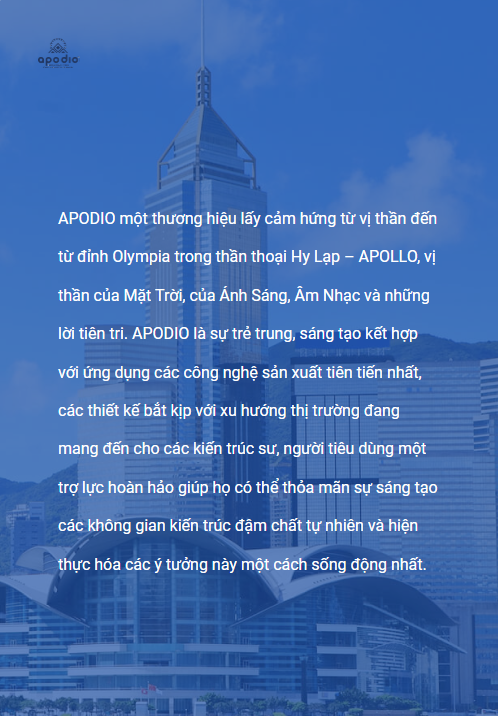 apodio
APODIO một thương hiệu lấy cảm hứng từ vị thần đến
từ đỉnh Olympia trong thần thoại Hy Lạp – APOLLO, vị
thần của Mặt Trời, của Ánh Sáng, Âm Nhạc và những
lời tiên tri. APODIO là sự trẻ trung, sáng tạo kết hợp
với ứng dụng các công nghệ sản xuất tiên tiến nhất,
các thiết kế bắt kịp với xu hướng thị trường đang
mang đến cho các kiến trúc sư, người tiêu dùng một
trợ lực hoàn hảo giúp họ có thể thỏa mãn sự sáng tạo
các không gian kiến trúc đậm chất tự nhiên và hiện
thực hóa các ý tưởng này một cách sống động nhất.